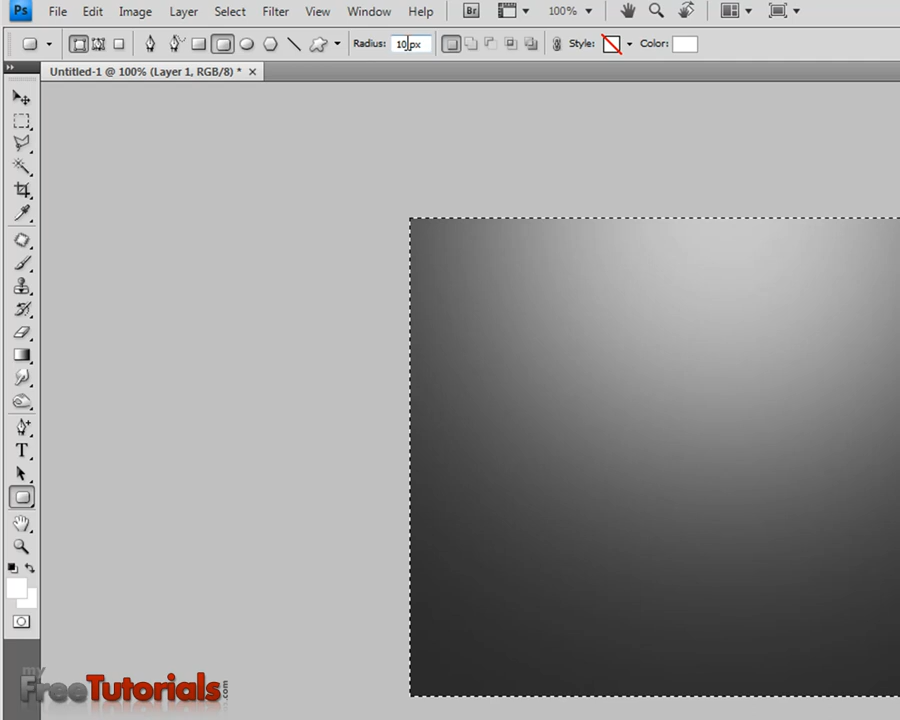 Ps File Edit Image Layer Select Filter View Window Help Br 100%
Radius: 10 px Style: Color:
Untitled-1 @ 100% (Layer 1, RGB/8) *
T
my
FreeTutorials.com